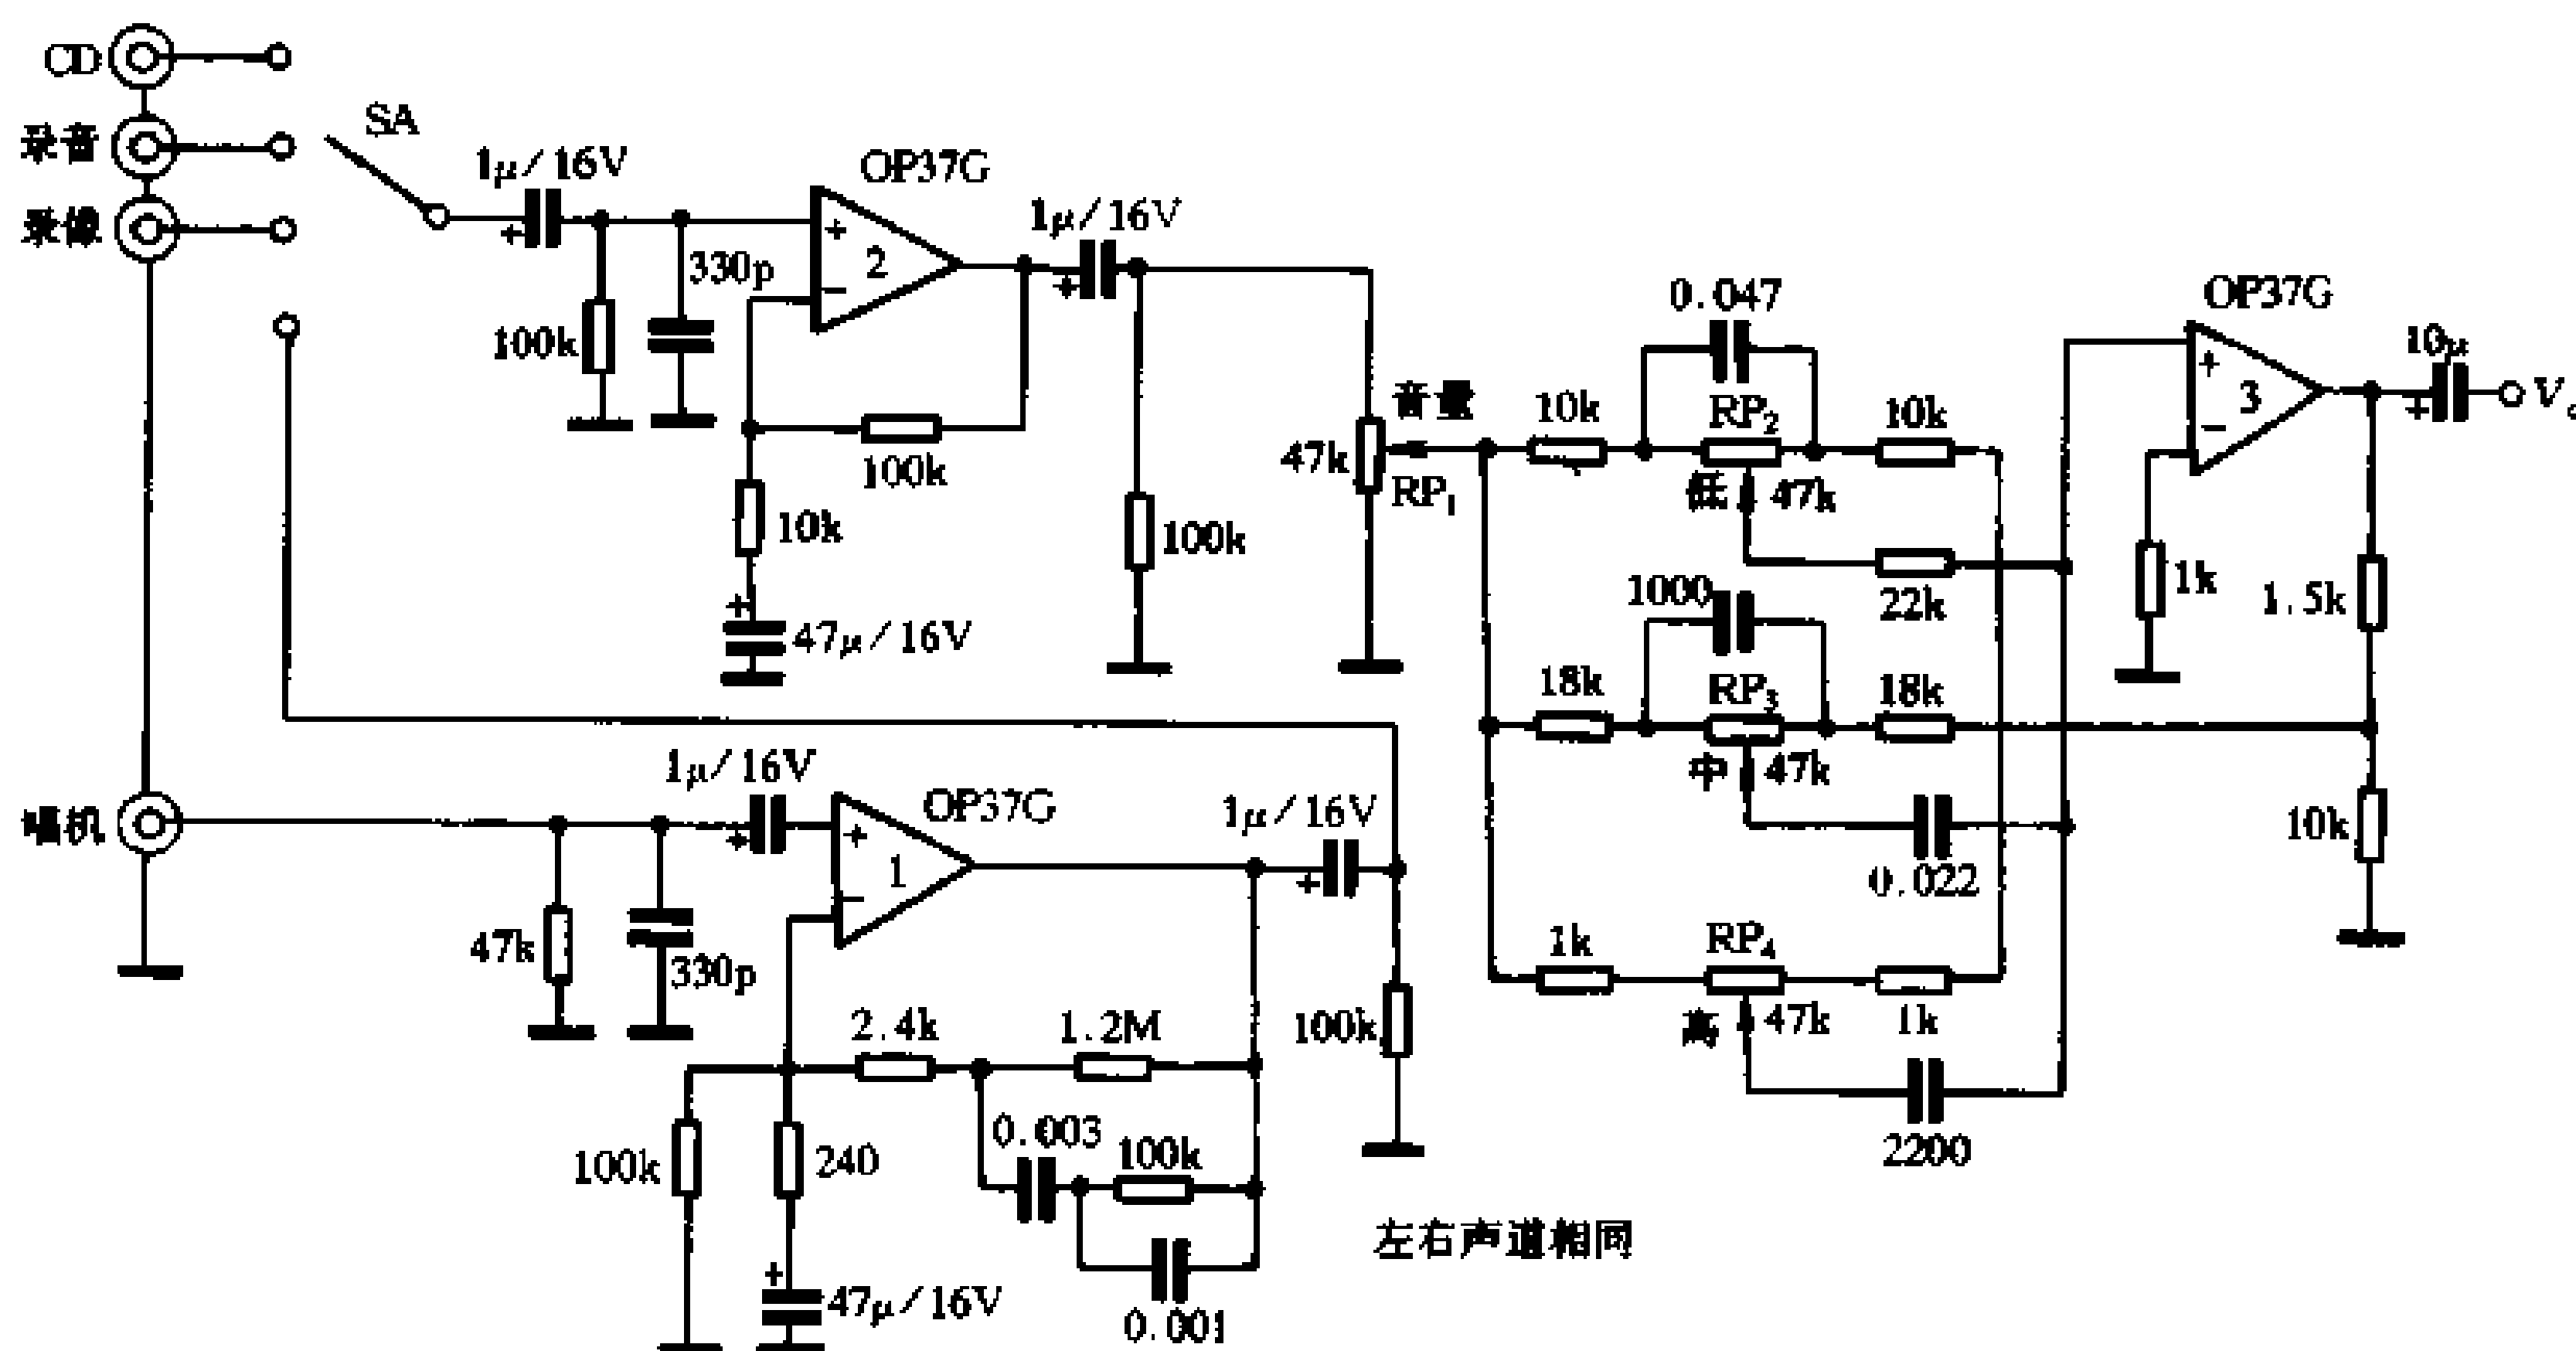 CD
录音
录像
SA
1μ/16V
OP37G
+
2
−
1μ/16V
+
+
330p
100k
100k
10k
+
47μ/16V
100k
音量
47k
RP₁
0.047
10k
RP₂
10k
低
47k
22k
1000
18k
RP₃
18k
中
47k
0.022
1k
RP₄
高
47k
1k
2200
OP37G
+
3
−
10μ
+
1k
1.5k
10k
唱机
1μ/16V
+
OP37G
+
1
−
1μ/16V
+
47k
330p
2.4k
1.2M
100k
0.003
100k
100k
240
+
47μ/16V
0.001
左右声道相同